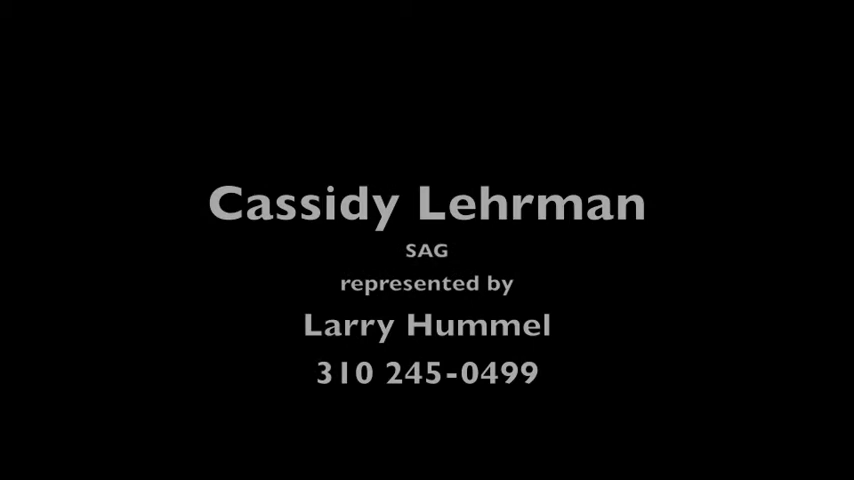 Cassidy Lehrman
SAG
represented by
Larry Hummel
310 245-0499